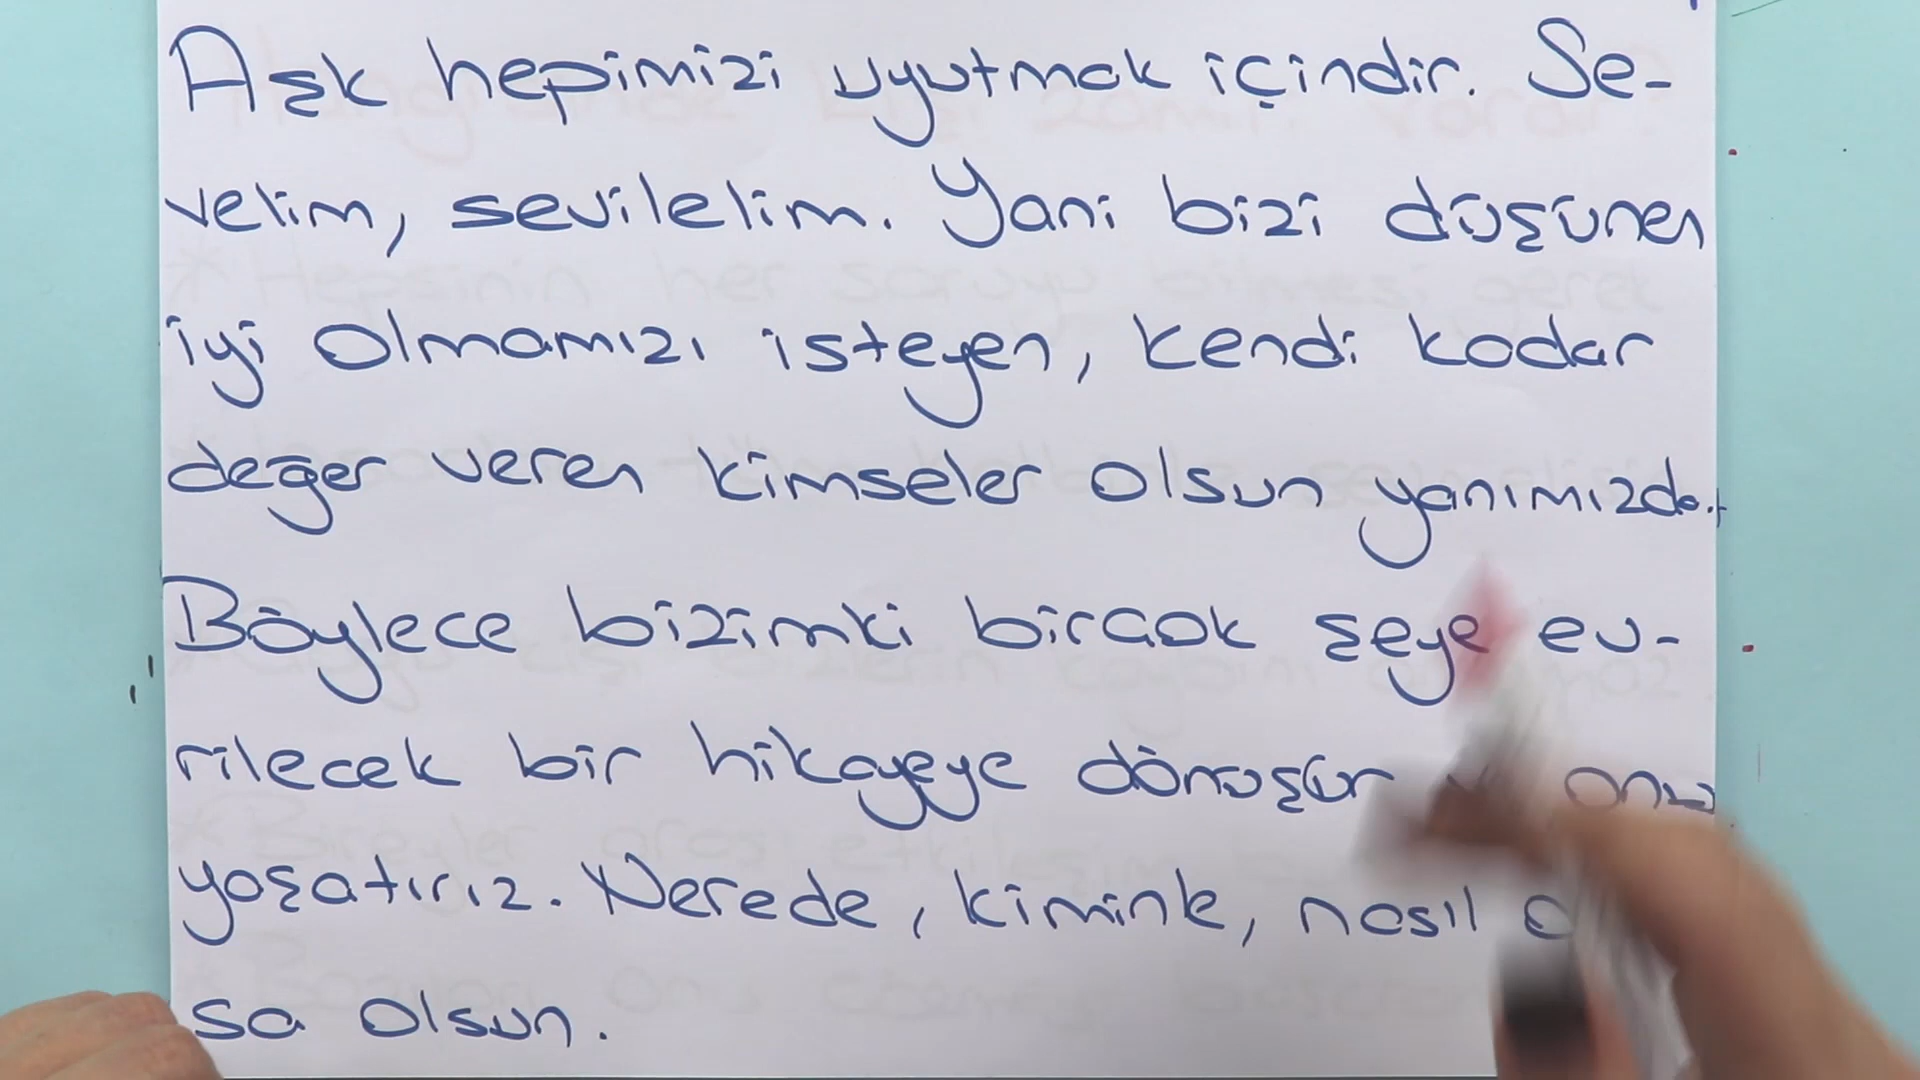 Aşk hepimizi uyutmak içindir. Se-
velim, sevilelim. Yani bizi düşünen
iyi olmamızı isteyen, kendi kadar
değer veren kimseler olsun yanımızda.
Böylece bizimki birçok şeye ev-
rilecek bir hikayeye dönüşür
yaşatırız. Nerede, kiminle, nasıl
sa olsun.